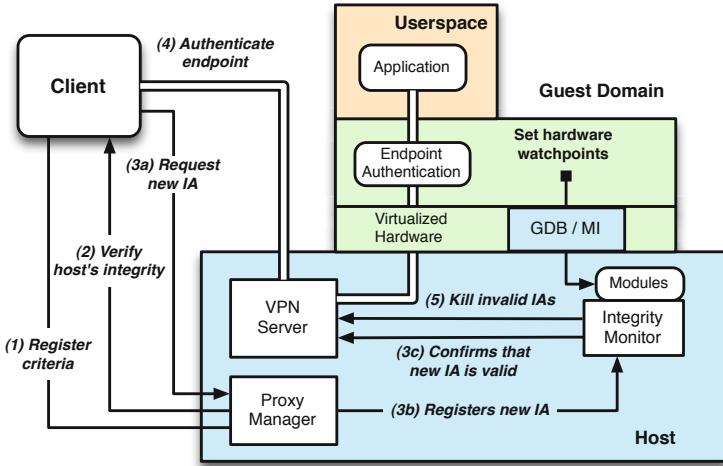 Userspace
(4) Authenticate
endpoint
Application
Client
Guest Domain
Set hardware
watchpoints
Endpoint
Authentication
(3a) Request
new IA
Virtualized
Hardware
GDB / MI
(2) Verify
host's integrity
Modules
(5) Kill invalid IAs
VPN
Server
Integrity
Monitor
(1) Register
criteria
(3c) Confirms that
new IA is valid
Proxy
Manager
(3b) Registers new IA
Host